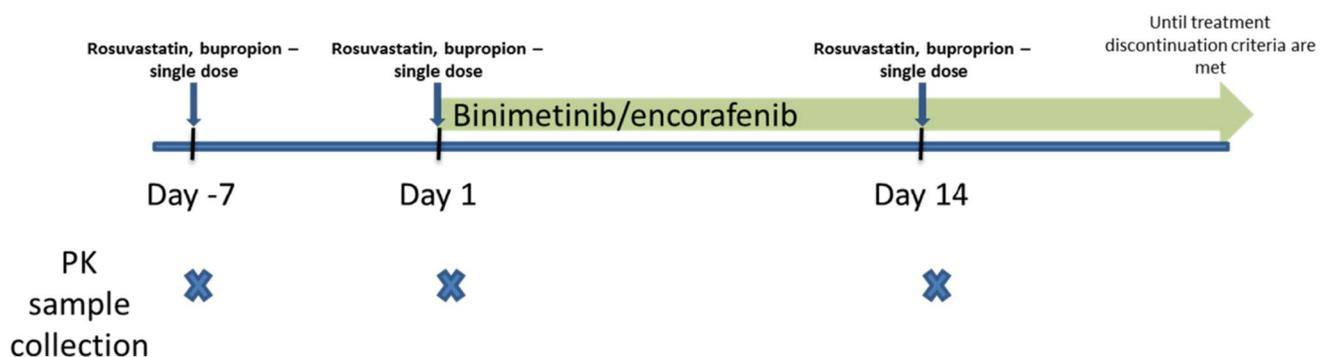 Until treatment
discontinuation criteria are
met
Rosuvastatin, bupropion –
single dose
Rosuvastatin, bupropion –
single dose
Rosuvastatin, buproprion –
single dose
Binimetinib/encorafenib
Day -7
Day 1
Day 14
PK
sample
collection